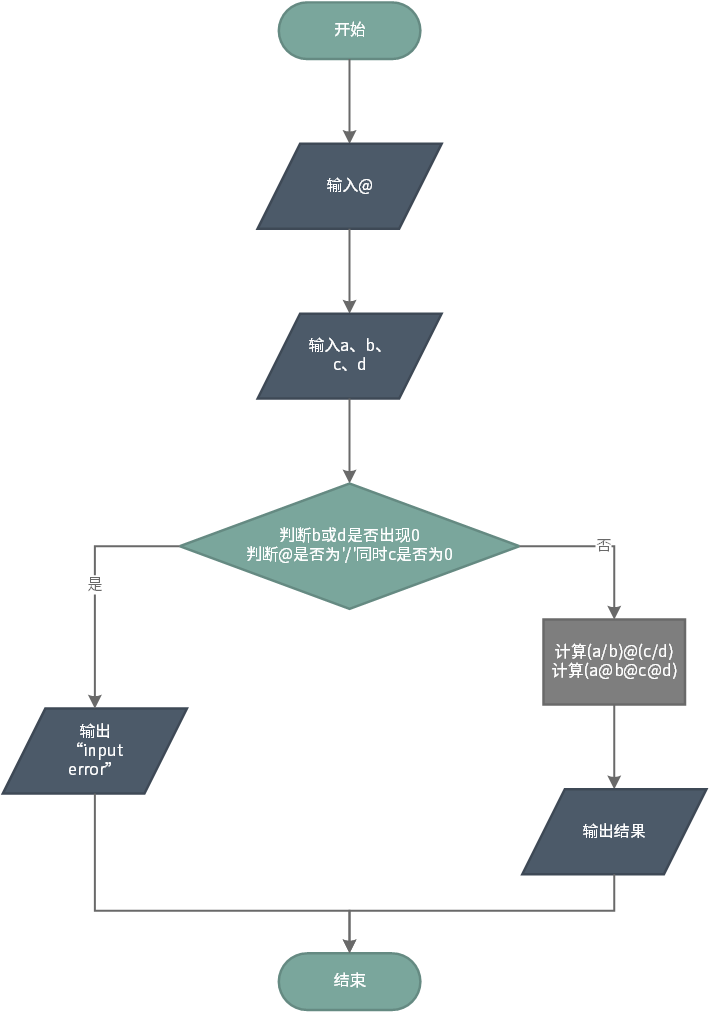 开始
输入@
输入a、b、
c、d
判断b或d是否出现0
判断@是否为'/'同时c是否为0
否
是
计算(a/b)@(c/d)
计算(a@b@c@d)
输出
“input
error”
输出结果
结束